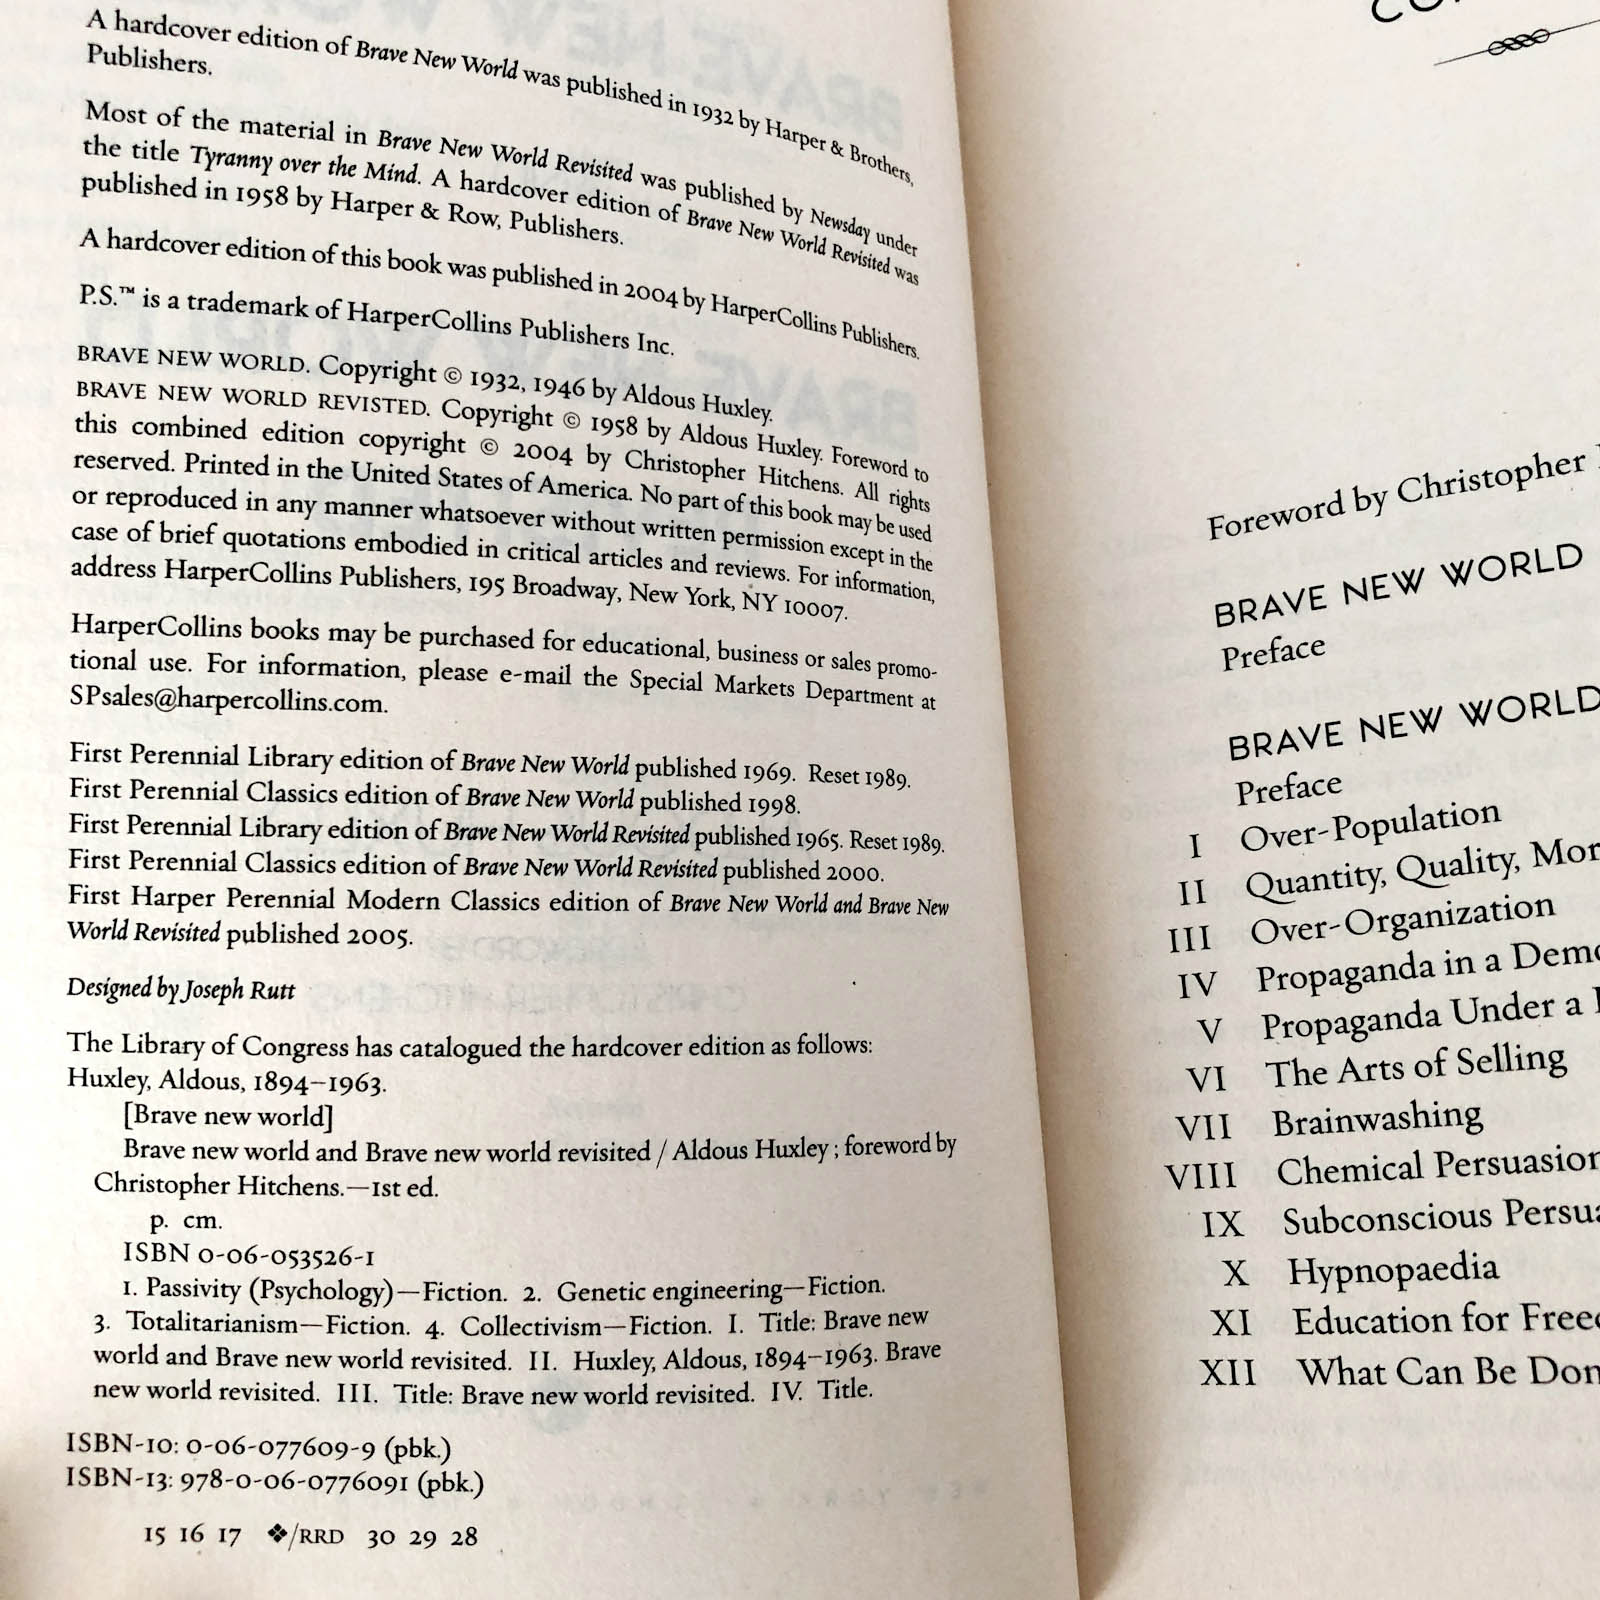 A hardcover edition of Brave New World was published in 1932 by Harper & Brothers,
Publishers.
Most of the material in Brave New World Revisited was published by Newsday under
the title Tyranny over the Mind. A hardcover edition of Brave New World Revisited was
published in 1958 by Harper & Row, Publishers.
A hardcover edition of this book was published in 2004 by HarperCollins Publishers.
P.S.™ is a trademark of HarperCollins Publishers Inc.
BRAVE NEW WORLD. Copyright © 1932, 1946 by Aldous Huxley.
BRAVE NEW WORLD REVISTED. Copyright © 1958 by Aldous Huxley. Foreword to
this combined edition copyright © 2004 by Christopher Hitchens. All rights
reserved. Printed in the United States of America. No part of this book may be used
or reproduced in any manner whatsoever without written permission except in the
case of brief quotations embodied in critical articles and reviews. For information,
address HarperCollins Publishers, 195 Broadway, New York, NY 10007.
HarperCollins books may be purchased for educational, business or sales promo-
tional use. For information, please e-mail the Special Markets Department at
SPsales@harpercollins.com.
First Perennial Library edition of Brave New World published 1969. Reset 1989.
First Perennial Classics edition of Brave New World published 1998.
First Perennial Library edition of Brave New World Revisited published 1965. Reset 1989.
First Perennial Classics edition of Brave New World Revisited published 2000.
First Harper Perennial Modern Classics edition of Brave New World and Brave New
World Revisited published 2005.
Designed by Joseph Rutt
The Library of Congress has catalogued the hardcover edition as follows:
Huxley, Aldous, 1894–1963.
[Brave new world]
Brave new world and Brave new world revisited / Aldous Huxley ; foreword by
Christopher Hitchens.—1st ed.
p. cm.
ISBN 0-06-053526-1
1. Passivity (Psychology)—Fiction. 2. Genetic engineering—Fiction.
3. Totalitarianism—Fiction. 4. Collectivism—Fiction. I. Title: Brave new
world and Brave new world revisited. II. Huxley, Aldous, 1894–1963. Brave
new world revisited. III. Title: Brave new world revisited. IV. Title.
ISBN-10: 0-06-077609-9 (pbk.)
ISBN-13: 978-0-06-0776091 (pbk.)
15 16 17 ❖/RRD 30 29 28
Foreword by Christopher
BRAVE NEW WORLD
Preface
BRAVE NEW WORLD
Preface
I Over-Population
II Quantity, Quality, Mor
III Over-Organization
IV Propaganda in a Demo
V Propaganda Under a
VI The Arts of Selling
VII Brainwashing
VIII Chemical Persuasion
IX Subconscious Persua
X Hypnopaedia
XI Education for Free
XII What Can Be Don